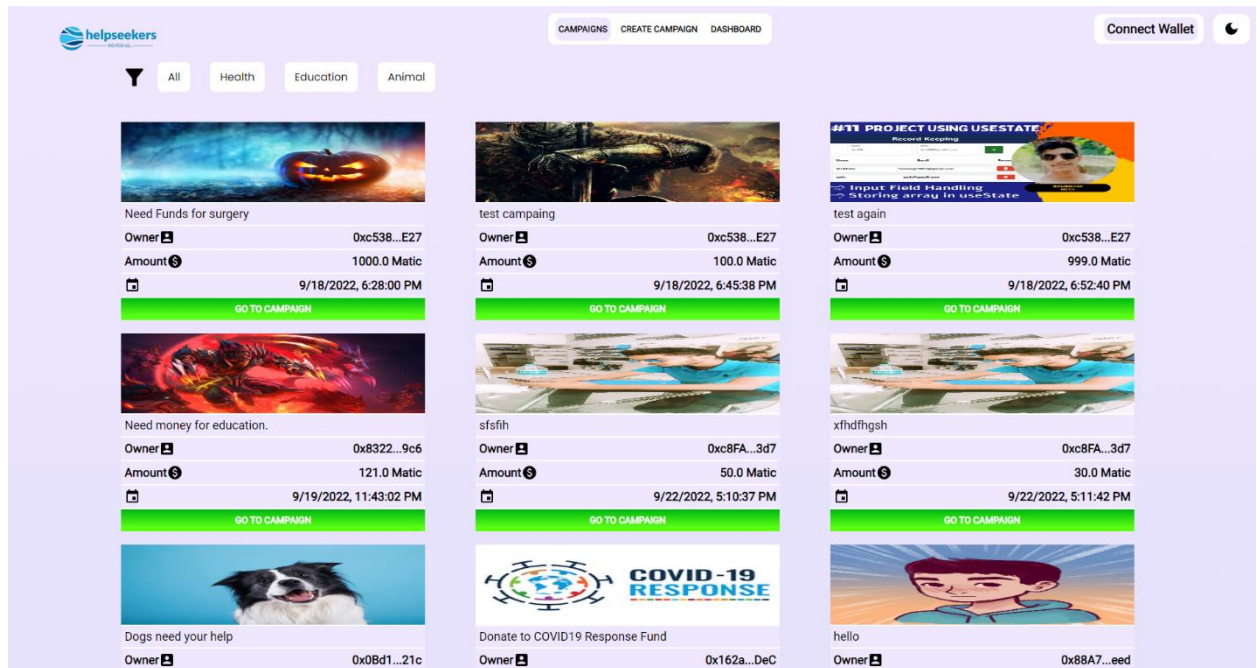 helpseekers
CAMPAIGNS CREATE CAMPAIGN DASHBOARD
Connect Wallet
All Health Education Animal
#11 PROJECT USING USESTATE
Record Keeping
Input Field Handling
Storing array in useState
Need Funds for surgery
test campaing
test again
Owner 0xc538...E27
Owner 0xc538...E27
Owner 0xc538...E27
Amount 1000.0 Matic
Amount 100.0 Matic
Amount 999.0 Matic
9/18/2022, 6:28:00 PM
9/18/2022, 6:45:38 PM
9/18/2022, 6:52:40 PM
GO TO CAMPAIGN
GO TO CAMPAIGN
GO TO CAMPAIGN
Need money for education.
sfsfih
xfhdfhgsh
Owner 0x8322...9c6
Owner 0xc8FA...3d7
Owner 0xc8FA...3d7
Amount 121.0 Matic
Amount 50.0 Matic
Amount 30.0 Matic
9/19/2022, 11:43:02 PM
9/22/2022, 5:10:37 PM
9/22/2022, 5:11:42 PM
GO TO CAMPAIGN
GO TO CAMPAIGN
GO TO CAMPAIGN
COVID-19
RESPONSE
Dogs need your help
Donate to COVID19 Response Fund
hello
Owner 0x0Bd1...21c
Owner 0x162a...DeC
Owner 0x88A7...eed